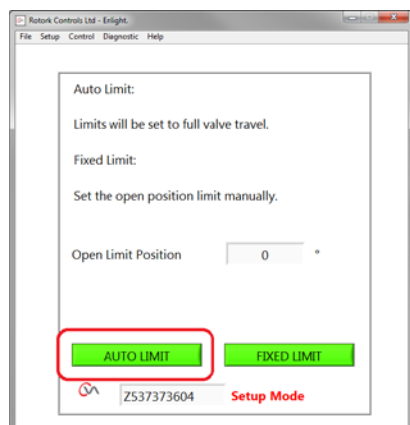 Rotork Controls Ltd - Enlight.
File Setup Control Diagnostic Help
Auto Limit:
Limits will be set to full valve travel.
Fixed Limit:
Set the open position limit manually.
Open Limit Position 0 °
AUTO LIMIT FIXED LIMIT
Z537373604 Setup Mode